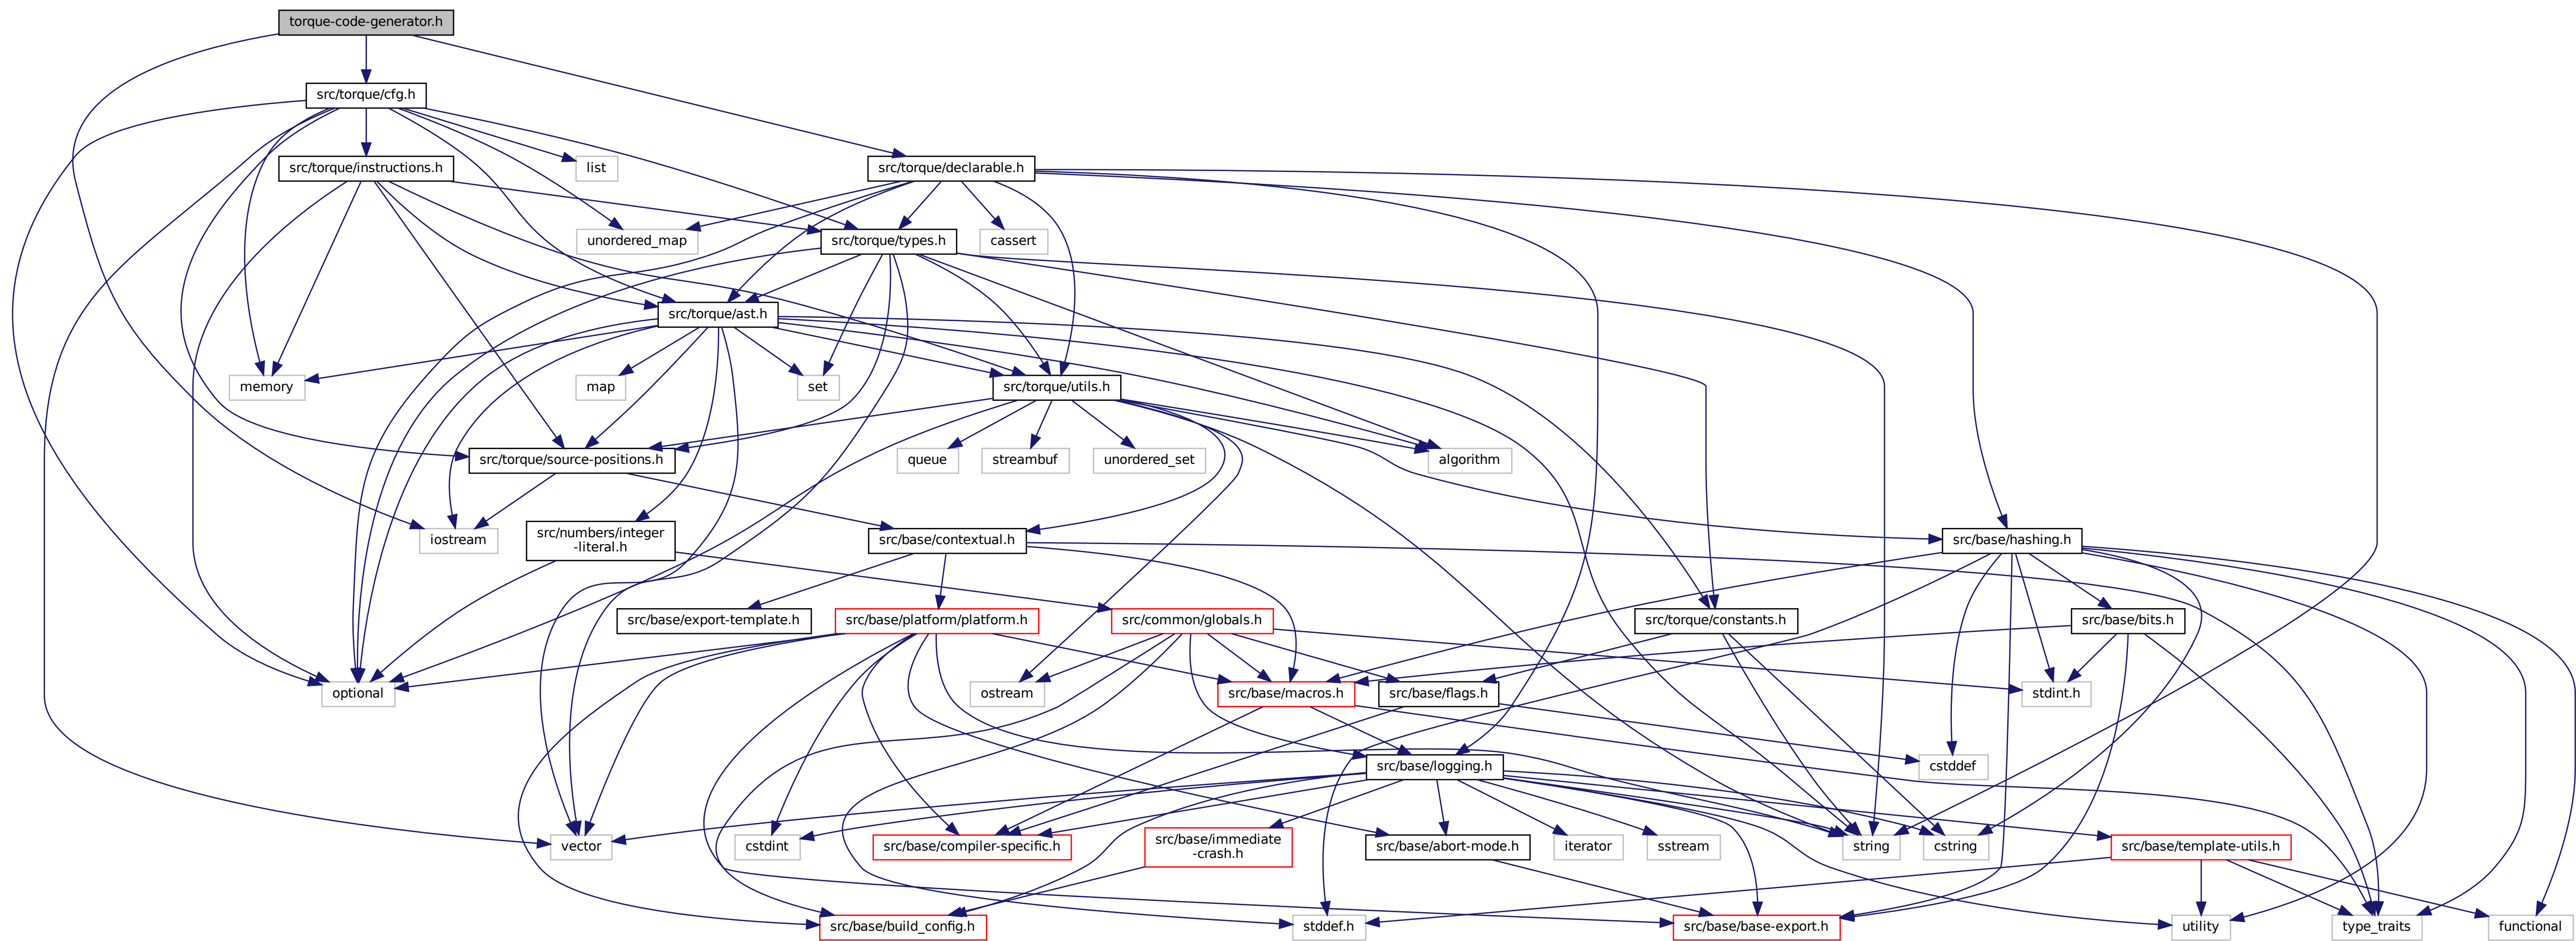 torque-code-generator.h
src/torque/cfg.h
src/torque/instructions.h
list
src/torque/declarable.h
unordered_map
src/torque/types.h
cassert
src/torque/ast.h
memory
map
set
src/torque/utils.h
src/torque/source-positions.h
queue
streambuf
unordered_set
algorithm
iostream
src/numbers/integer
-literal.h
src/base/contextual.h
src/base/hashing.h
src/base/export-template.h
src/base/platform/platform.h
src/common/globals.h
src/torque/constants.h
src/base/bits.h
optional
ostream
src/base/macros.h
src/base/flags.h
stdint.h
src/base/logging.h
cstddef
vector
cstdint
src/base/compiler-specific.h
src/base/immediate
-crash.h
src/base/abort-mode.h
iterator
sstream
string
cstring
src/base/template-utils.h
src/base/build_config.h
stddef.h
src/base/base-export.h
utility
type_traits
functional